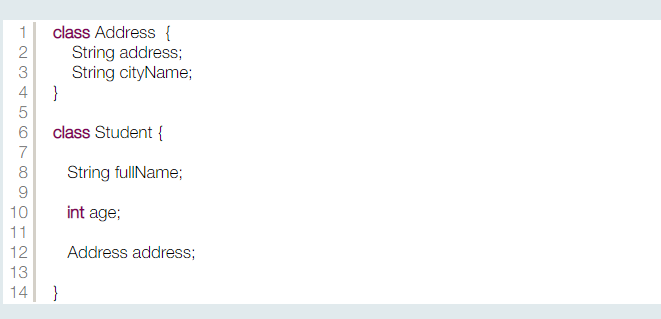 1 class Address {
2 String address;
3 String cityName;
4 }
5
6 class Student {
7
8 String fullName;
9
10 int age;
11
12 Address address;
13
14 }